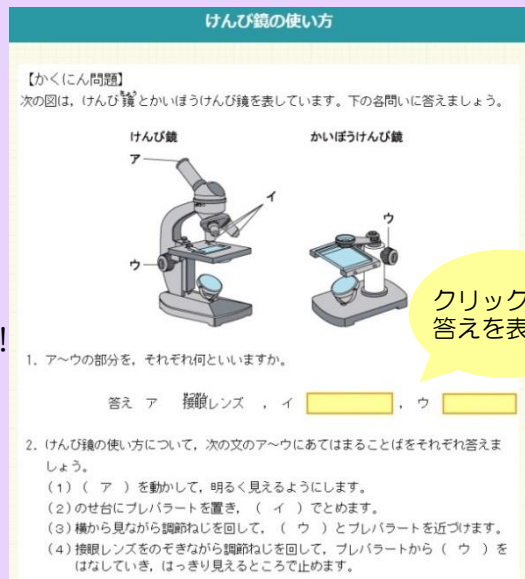 けんび鏡の使い方
【かくにん問題】
次の図は，けんび鏡とかいぼうけんび鏡を表しています。下の各問いに答えましょう。
けんび鏡
かいぼうけんび鏡
ア
イ
ウ
ウ
クリック
答えを表
!
1. ア～ウの部分を，それぞれ何といいますか。
答え ア 接眼レンズ ，イ ，ウ
2. けんび鏡の使い方について，次の文のア～ウにあてはまることばをそれぞれ答えま
しょう。
(1)( ア )を動かして，明るく見えるようにします。
(2)のせ台にプレパラートを置き，( イ )でとめます。
(3)横から見ながら調節ねじを回して，( ウ )とプレパラートを近づけます。
(4)接眼レンズをのぞきながら調節ねじを回して，プレパラートから( ウ )を
はなしていき，はっきり見えるところで止めます。